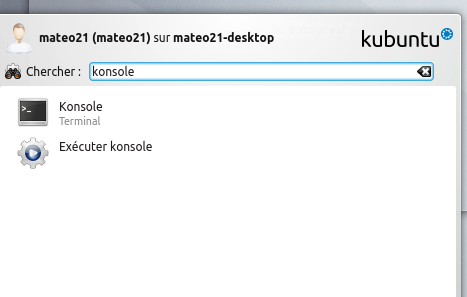 mateo21 (mateo21) sur mateo21-desktop
kubuntu
Chercher :
konsole
Konsole
Terminal
Exécuter konsole